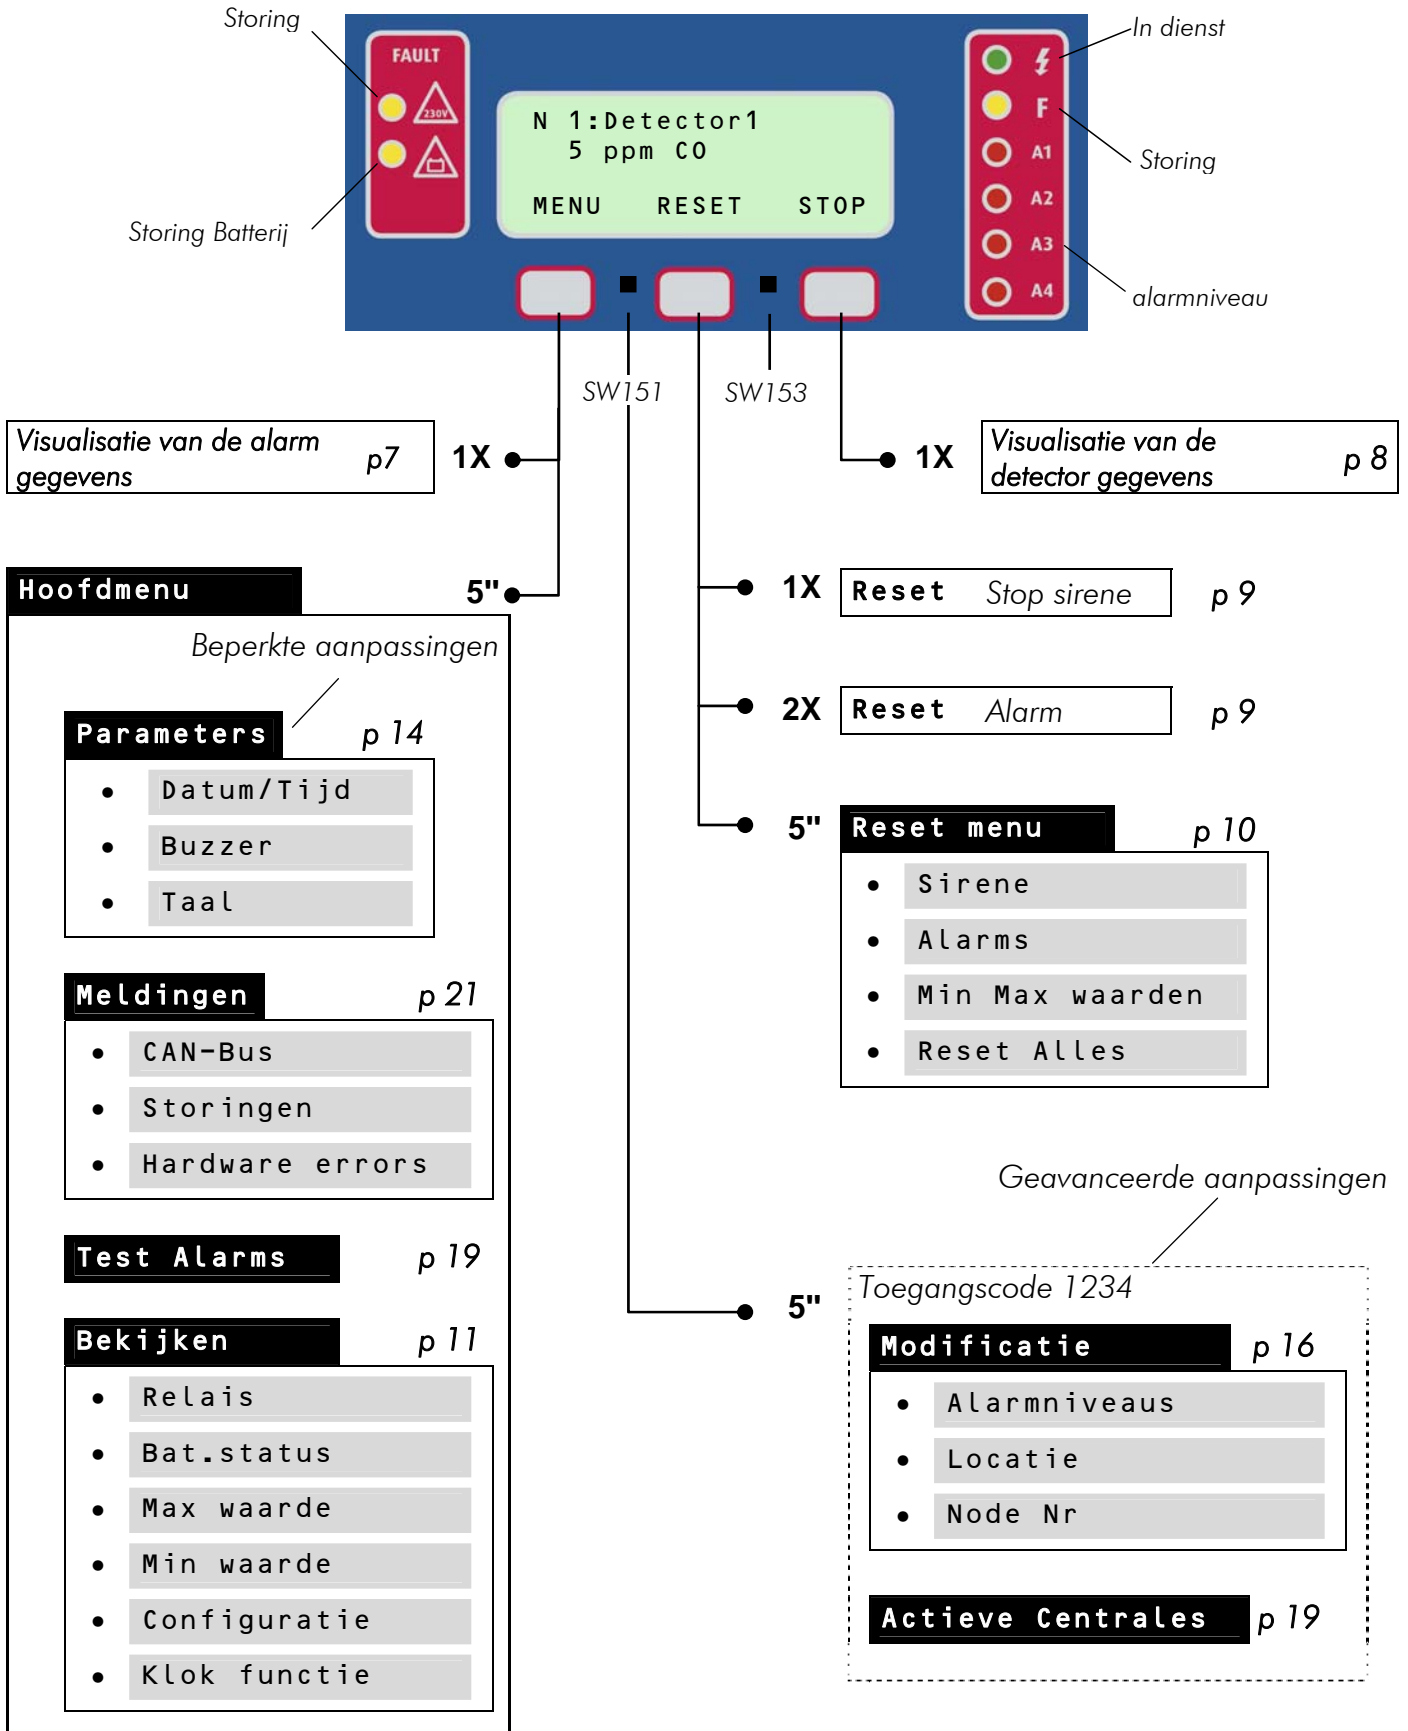 Storing
In dienst
FAULT
230V
F
A1
A2
A3
A4
N 1:Detector1
5 ppm CO
MENU RESET STOP
Storing
Storing Batterij
alarmniveau
SW151
SW153
Visualisatie van de alarm gegevens
p7
1X
1X
Visualisatie van de detector gegevens
p 8
Hoofdmenu
5"
Beperkte aanpassingen
Parameters
p 14
• Datum/Tijd
• Buzzer
• Taal
Meldingen
p 21
• CAN-Bus
• Storingen
• Hardware errors
Test Alarms
p 19
Bekijken
p 11
• Relais
• Bat.status
• Max waarde
• Min waarde
• Configuratie
• Klok functie
1X
Reset Stop sirene
p 9
2X
Reset Alarm
p 9
5"
Reset menu
p 10
• Sirene
• Alarms
• Min Max waarden
• Reset Alles
Geavanceerde aanpassingen
5"
Toegangscode 1234
Modificatie
p 16
• Alarmniveaus
• Locatie
• Node Nr
Actieve Centrales
p 19